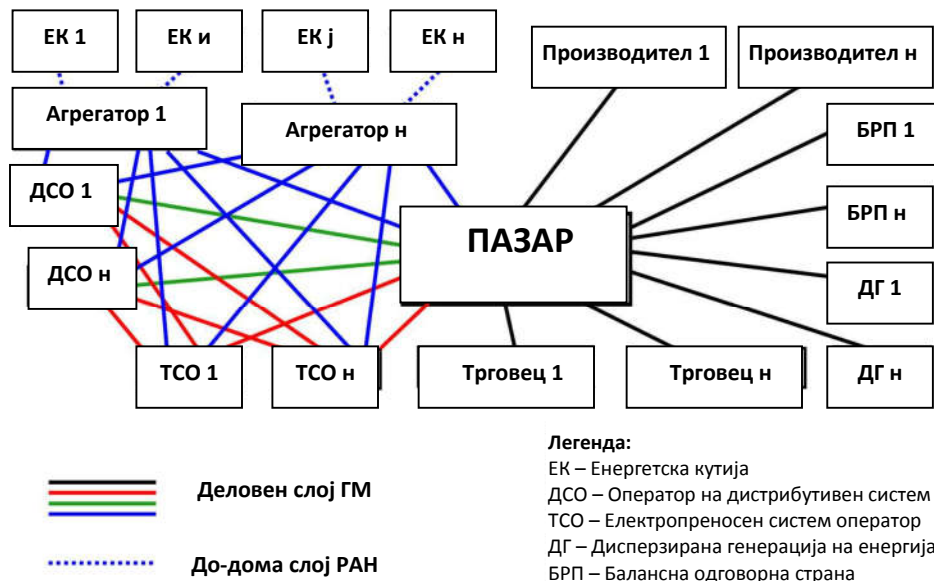 ЕК 1
ЕК и
ЕК ј
ЕК н
Производител 1
Производител н
Агрегатор 1
Агрегатор н
БРП 1
ДСО 1
БРП н
ПАЗАР
ДСО н
ДГ 1
ТСО 1
ТСО н
Трговец 1
Трговец н
ДГ н
Деловен слој ГМ
До-дома слој РАН
Легенда:
ЕК – Енергетска кутија
ДСО – Оператор на дистрибутивен систем
ТСО – Електропреносен систем оператор
ДГ – Дисперзирана генерација на енергија
БРП – Балансна одговорна страна